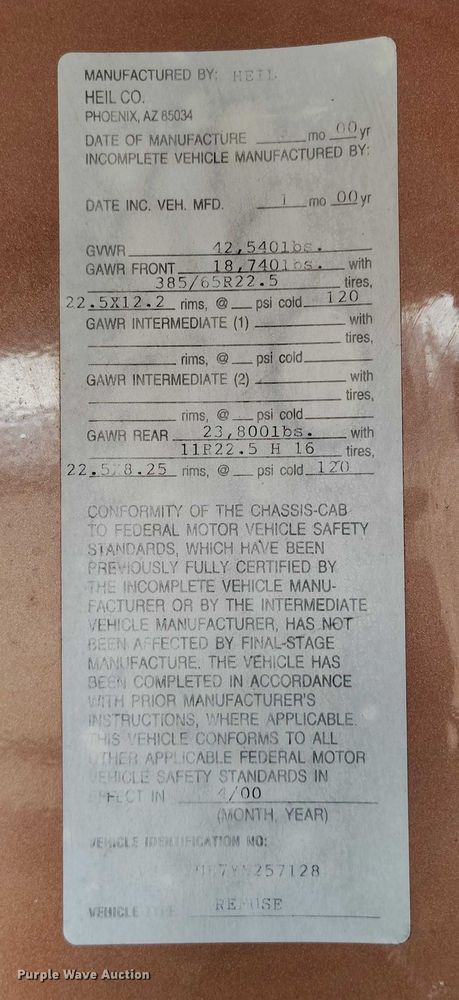 MANUFACTURED BY: HEIL
HEIL CO.
PHOENIX, AZ 85034
DATE OF MANUFACTURE mo 00 yr
INCOMPLETE VEHICLE MANUFACTURED BY:
DATE INC. VEH. MFD. 1 mo 00 yr
GVWR 42,540lbs.
GAWR FRONT 18,740lbs. with
385/65R22.5 tires,
22.5X12.2 rims, @ psi cold 120
GAWR INTERMEDIATE (1) with
tires,
rims, @ psi cold
GAWR INTERMEDIATE (2) with
tires,
rims, @ psi cold
GAWR REAR 23,800lbs. with
11R22.5 H 16 tires,
22.5X8.25 rims, @ psi cold 120
CONFORMITY OF THE CHASSIS-CAB
TO FEDERAL MOTOR VEHICLE SAFETY
STANDARDS, WHICH HAVE BEEN
PREVIOUSLY FULLY CERTIFIED BY
THE INCOMPLETE VEHICLE MANU-
FACTURER OR BY THE INTERMEDIATE
VEHICLE MANUFACTURER, HAS NOT
BEEN AFFECTED BY FINAL-STAGE
MANUFACTURE. THE VEHICLE HAS
BEEN COMPLETED IN ACCORDANCE
WITH PRIOR MANUFACTURER'S
INSTRUCTIONS, WHERE APPLICABLE.
THIS VEHICLE CONFORMS TO ALL
OTHER APPLICABLE FEDERAL MOTOR
VEHICLE SAFETY STANDARDS IN
EFFECT IN 4/00
(MONTH, YEAR)
VEHICLE IDENTIFICATION NO:
VEHICLE TYPE REFUSE
Purple Wave Auction